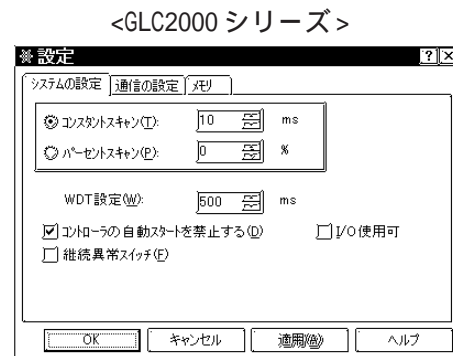 <GLC2000 シリーズ>
設定
システムの設定 通信の設定 メモリ
コンスタントスキャン(T): 10 ms
パーセントスキャン(P): 0 %
WDT設定(W): 500 ms
コントローラの自動スタートを禁止する(D) I/O使用可
継続異常スイッチ(F)
OK キャンセル 適用(A) ヘルプ